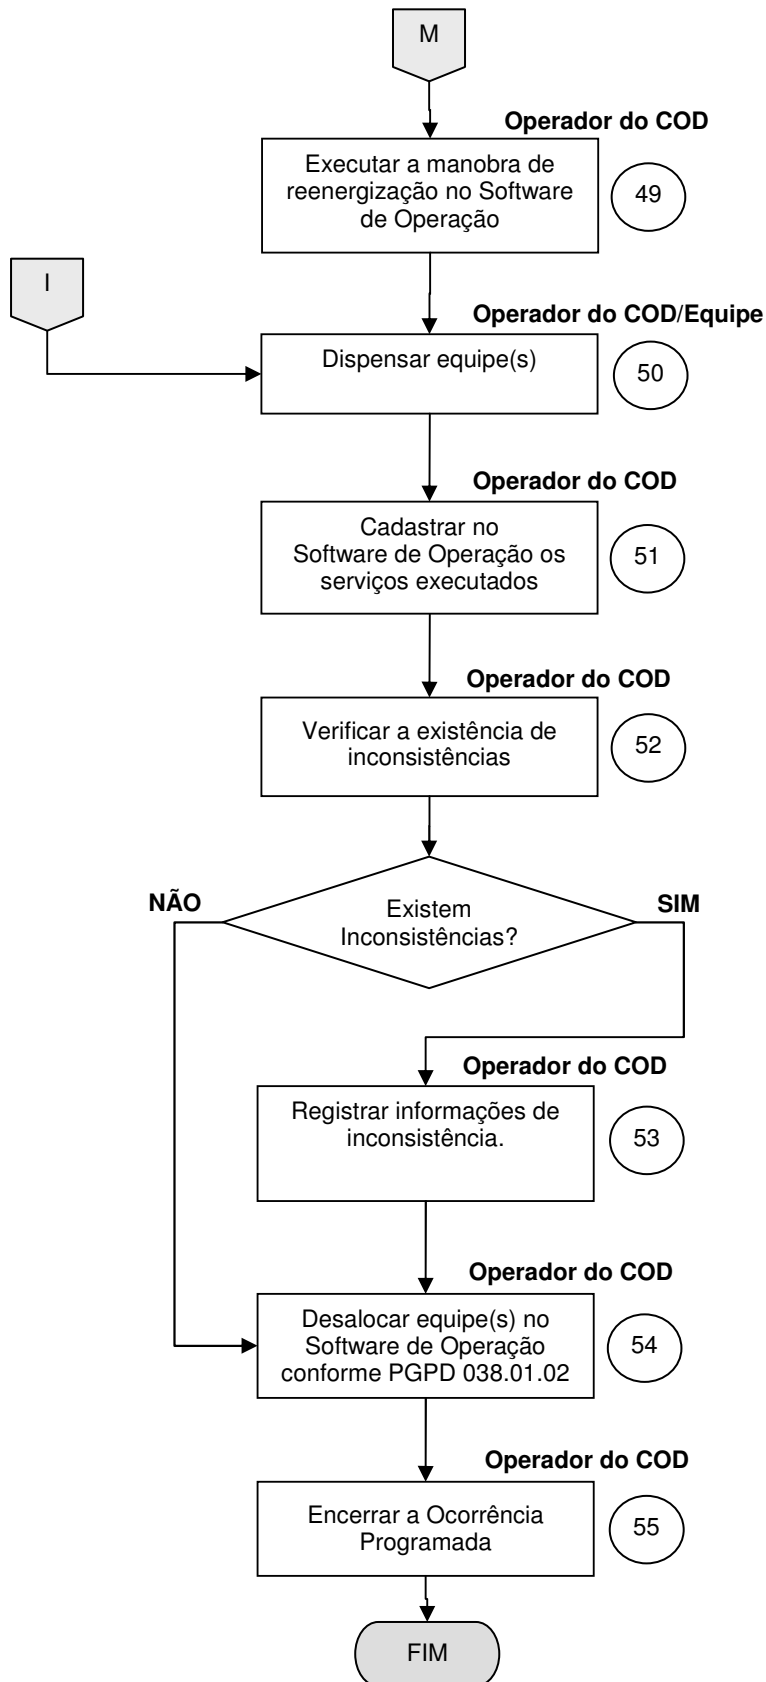 M
Operador do COD
Executar a manobra de
reenergização no Software
de Operação
49
I
Operador do COD/Equipe
Dispensar equipe(s)
50
Operador do COD
Cadastrar no
Software de Operação os
serviços executados
51
Operador do COD
Verificar a existência de
inconsistências
52
NÃO
Existem
Inconsistências?
SIM
Operador do COD
Registrar informações de
inconsistência.
53
Operador do COD
Desalocar equipe(s) no
Software de Operação
conforme PGPD 038.01.02
54
Operador do COD
Encerrar a Ocorrência
Programada
55
FIM